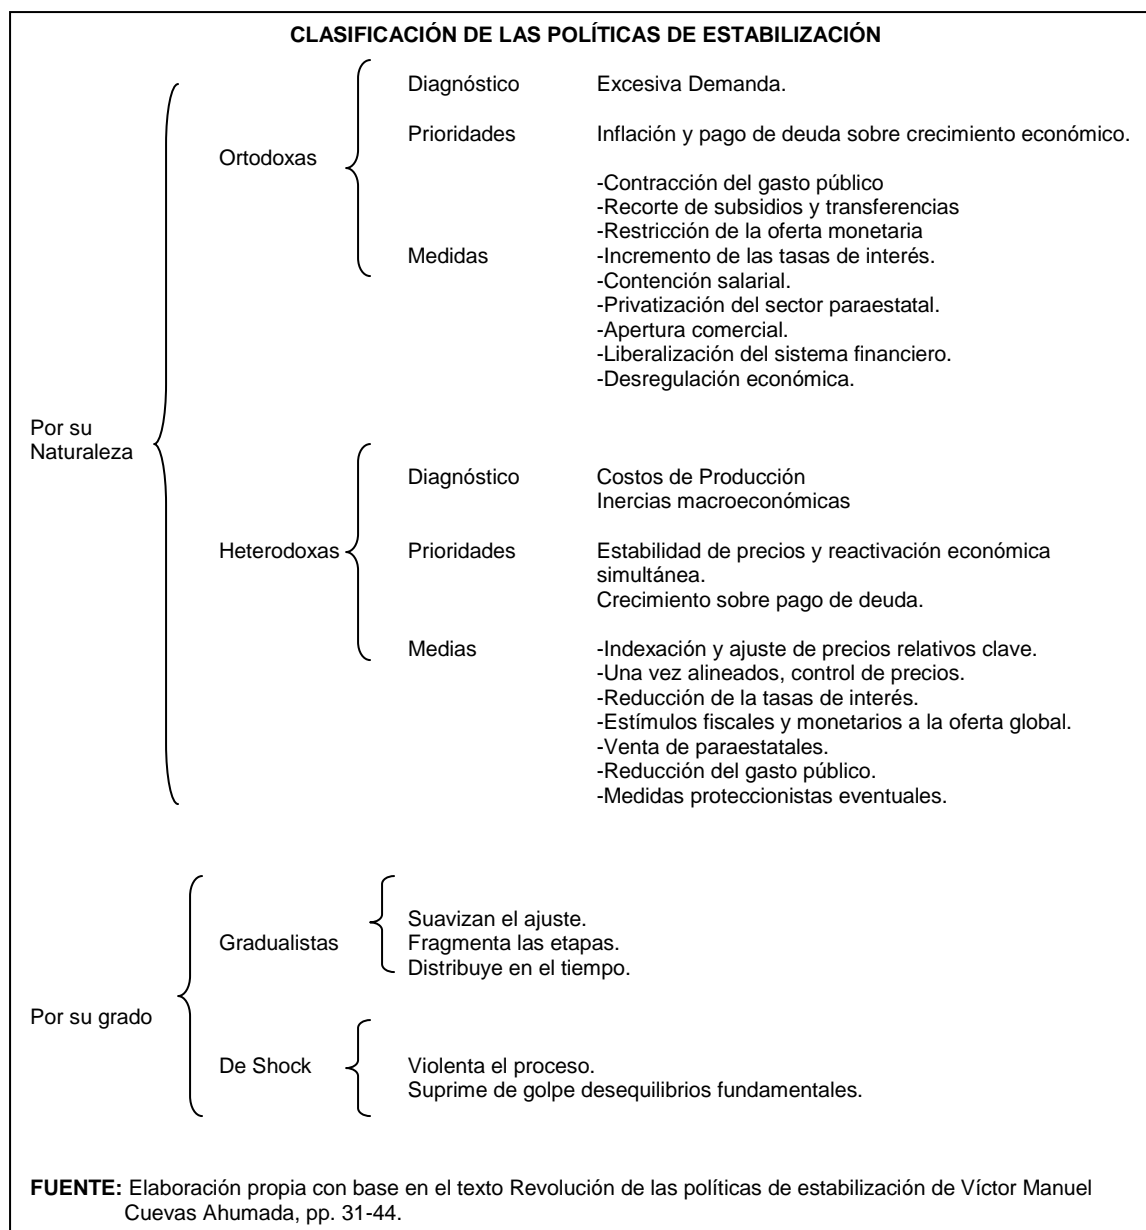 CLASIFICACIÓN DE LAS POLÍTICAS DE ESTABILIZACIÓN
Diagnóstico Excesiva Demanda.
Prioridades Inflación y pago de deuda sobre crecimiento económico.
Ortodoxas
-Contracción del gasto público
-Recorte de subsidios y transferencias
-Restricción de la oferta monetaria
Medidas -Incremento de las tasas de interés.
-Contención salarial.
-Privatización del sector paraestatal.
-Apertura comercial.
-Liberalización del sistema financiero.
-Desregulación económica.
Por su
Naturaleza
Diagnóstico Costos de Producción
Inercias macroeconómicas
Heterodoxas Prioridades Estabilidad de precios y reactivación económica
simultánea.
Crecimiento sobre pago de deuda.
Medias -Indexación y ajuste de precios relativos clave.
-Una vez alineados, control de precios.
-Reducción de la tasas de interés.
-Estímulos fiscales y monetarios a la oferta global.
-Venta de paraestatales.
-Reducción del gasto público.
-Medidas proteccionistas eventuales.
Suavizan el ajuste.
Gradualistas Fragmenta las etapas.
Distribuye en el tiempo.
Por su grado
De Shock Violenta el proceso.
Suprime de golpe desequilibrios fundamentales.
FUENTE: Elaboración propia con base en el texto Revolución de las políticas de estabilización de Víctor Manuel
Cuevas Ahumada, pp. 31-44.